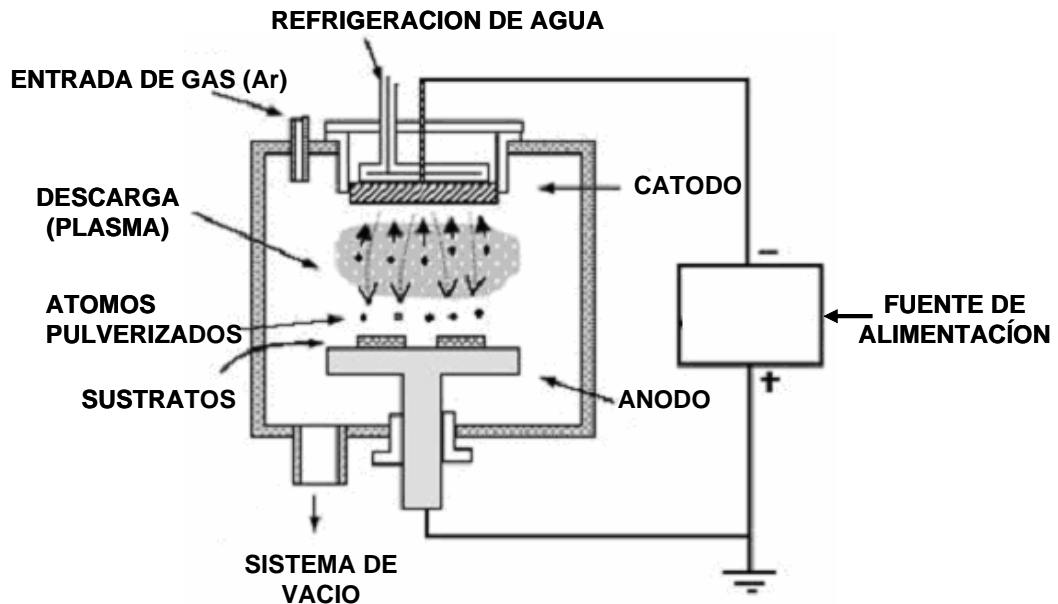 REFRIGERACION DE AGUA
ENTRADA DE GAS (Ar)
CATODO
DESCARGA
(PLASMA)
−
FUENTE DE
ALIMENTACÍON
ATOMOS
PULVERIZADOS
+
SUSTRATOS
ANODO
SISTEMA DE
VACIO